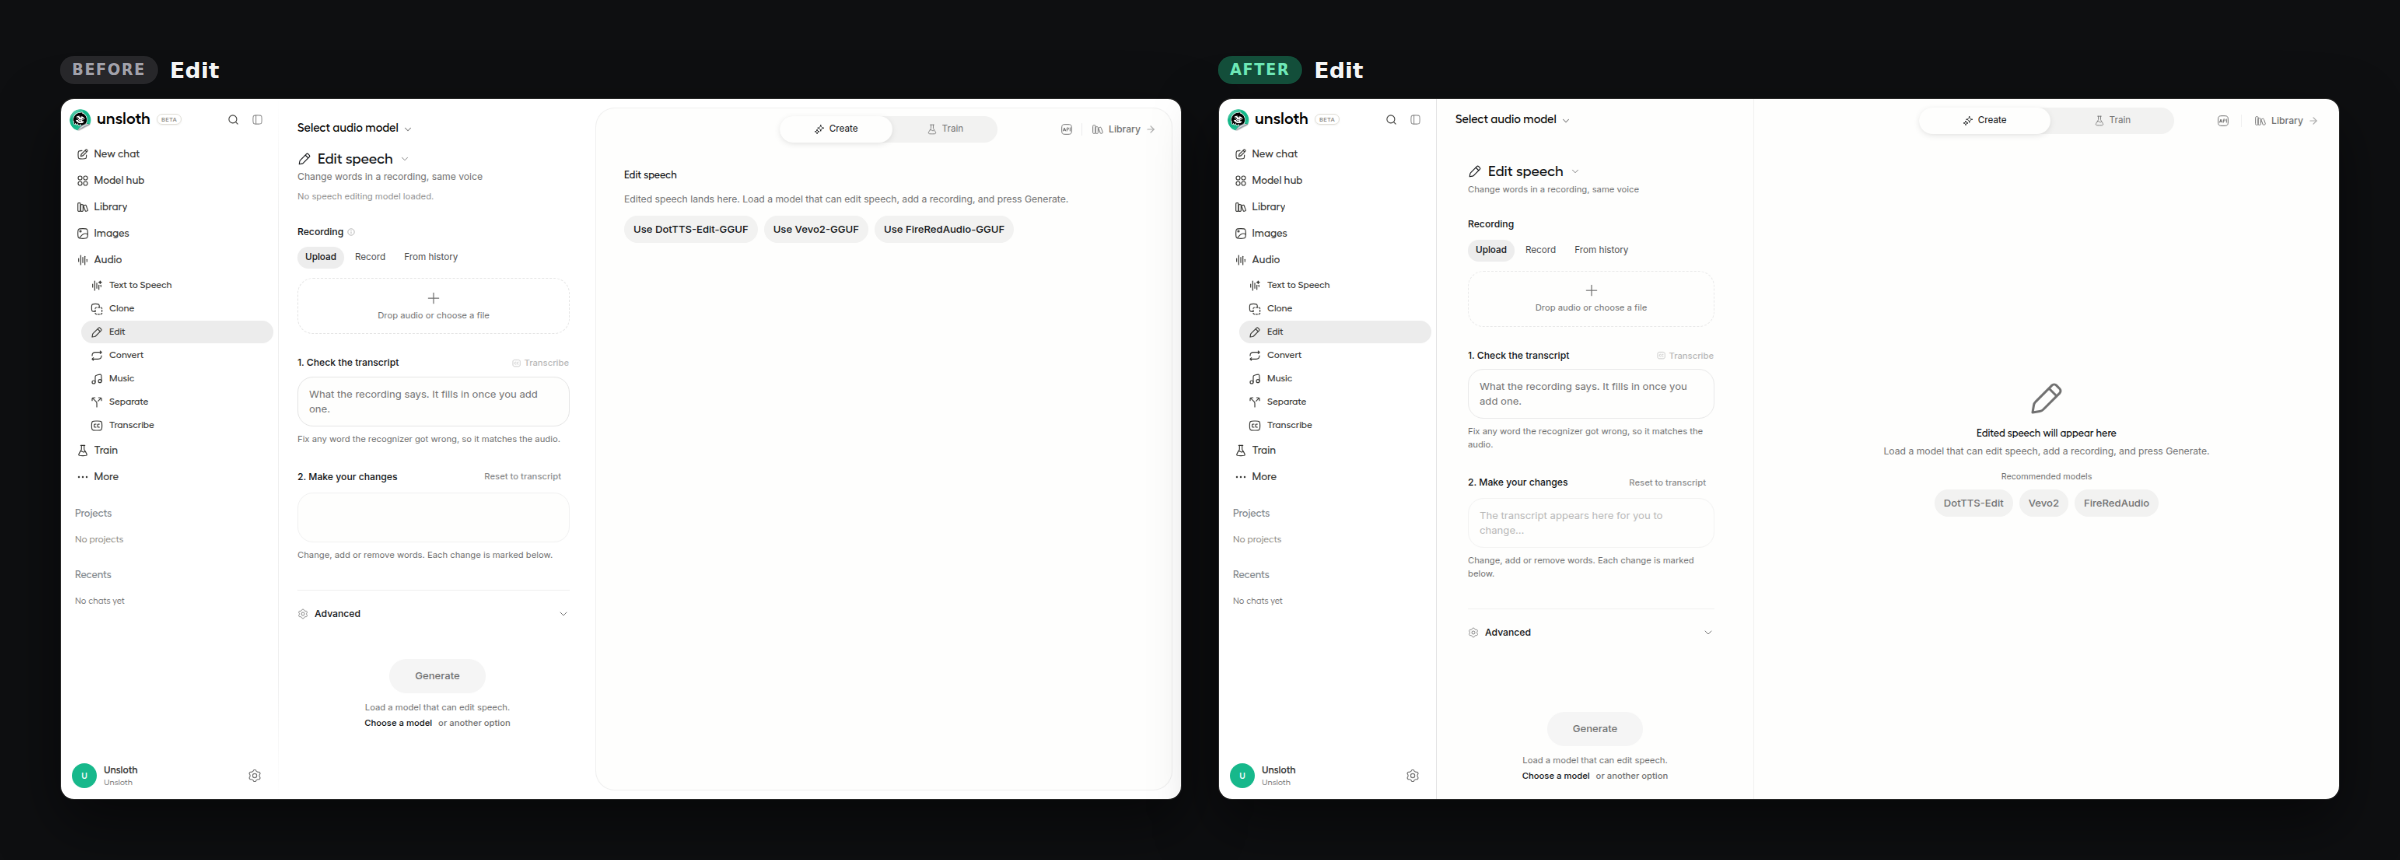 BEFORE Edit
unsloth BETA
New chat
Model hub
Library
Images
Audio
Text to Speech
Clone
Edit
Convert
Music
Separate
Transcribe
Train
More
Projects
No projects
Recents
No chats yet
U
Unsloth
Unsloth
Select audio model
Edit speech
Change words in a recording, same voice
No speech editing model loaded.
Recording
Upload Record From history
Drop audio or choose a file
1. Check the transcript Transcribe
What the recording says. It fills in once you add
one.
Fix any word the recognizer got wrong, so it matches the audio.
2. Make your changes Reset to transcript
Change, add or remove words. Each change is marked below.
Advanced
Generate
Load a model that can edit speech.
Choose a model or another option
Create Train
API Library
Edit speech
Edited speech lands here. Load a model that can edit speech, add a recording, and press Generate.
Use DotTTS-Edit-GGUF Use Vevo2-GGUF Use FireRedAudio-GGUF
AFTER Edit
unsloth BETA
New chat
Model hub
Library
Images
Audio
Text to Speech
Clone
Edit
Convert
Music
Separate
Transcribe
Train
More
Projects
No projects
Recents
No chats yet
U
Unsloth
Unsloth
Select audio model
Edit speech
Change words in a recording, same voice
Recording
Upload Record From history
Drop audio or choose a file
1. Check the transcript Transcribe
What the recording says. It fills in once you
add one.
Fix any word the recognizer got wrong, so it matches the
audio.
2. Make your changes Reset to transcript
The transcript appears here for you to
change...
Change, add or remove words. Each change is marked
below.
Advanced
Generate
Load a model that can edit speech.
Choose a model or another option
Create Train
API Library
Edited speech will appear here
Load a model that can edit speech, add a recording, and press Generate.
Recommended models
DotTTS-Edit Vevo2 FireRedAudio